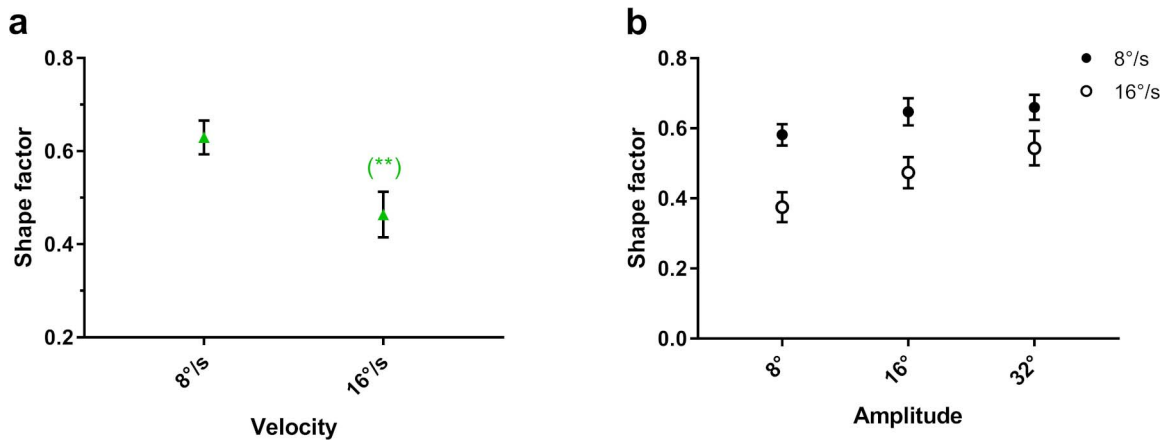 a
Shape factor
0.8
0.6
0.4
0.2
(**)
8°/s
16°/s
Velocity
b
Shape factor
0.8
0.6
0.4
0.2
0.0
8°
16°
32°
Amplitude
8°/s
16°/s